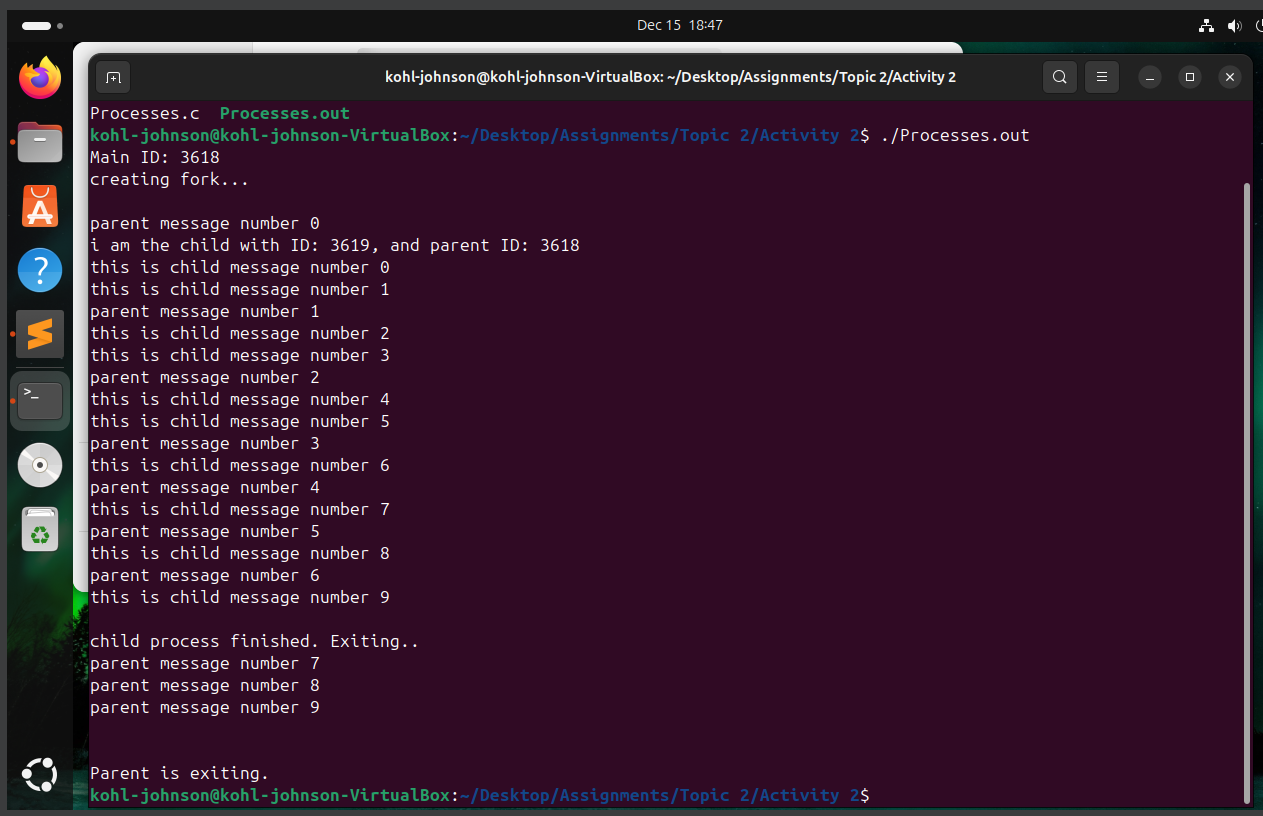 Dec 15 18:47
kohl-johnson@kohl-johnson-VirtualBox: ~/Desktop/Assignments/Topic 2/Activity 2
Processes.c Processes.out
kohl-johnson@kohl-johnson-VirtualBox:~/Desktop/Assignments/Topic 2/Activity 2$ ./Processes.out
Main ID: 3618
creating fork...
parent message number 0
i am the child with ID: 3619, and parent ID: 3618
this is child message number 0
this is child message number 1
parent message number 1
this is child message number 2
this is child message number 3
parent message number 2
this is child message number 4
this is child message number 5
parent message number 3
this is child message number 6
parent message number 4
this is child message number 7
parent message number 5
this is child message number 8
parent message number 6
this is child message number 9
child process finished. Exiting..
parent message number 7
parent message number 8
parent message number 9
Parent is exiting.
kohl-johnson@kohl-johnson-VirtualBox:~/Desktop/Assignments/Topic 2/Activity 2$